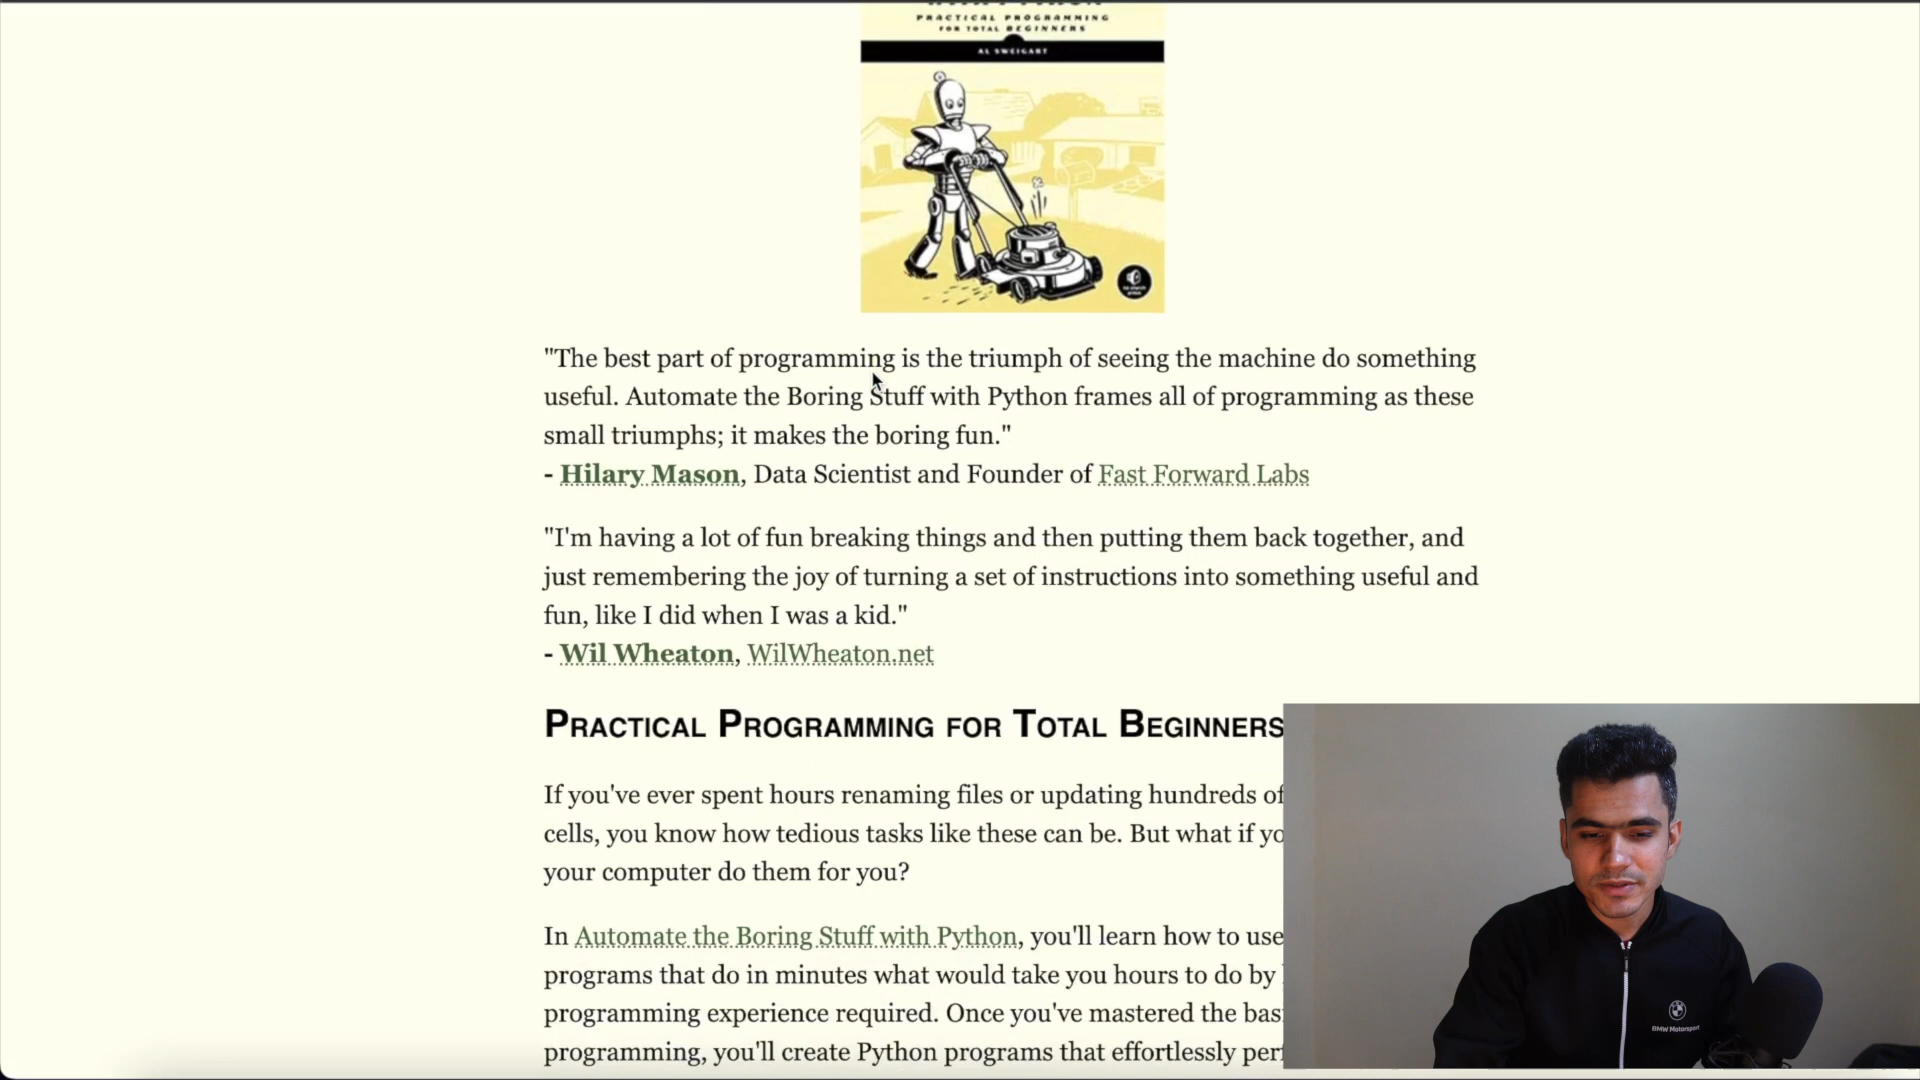 PRACTICAL PROGRAMMING
FOR TOTAL BEGINNERS
AL SWEIGART
"The best part of programming is the triumph of seeing the machine do something
useful. Automate the Boring Stuff with Python frames all of programming as these
small triumphs; it makes the boring fun."
- Hilary Mason, Data Scientist and Founder of Fast Forward Labs
"I'm having a lot of fun breaking things and then putting them back together, and
just remembering the joy of turning a set of instructions into something useful and
fun, like I did when I was a kid."
- Wil Wheaton, WilWheaton.net
PRACTICAL PROGRAMMING FOR TOTAL BEGINNERS
If you've ever spent hours renaming files or updating hundreds of
cells, you know how tedious tasks like these can be. But what if yo
your computer do them for you?
In Automate the Boring Stuff with Python, you'll learn how to use
programs that do in minutes what would take you hours to do by
programming experience required. Once you've mastered the bas
programming, you'll create Python programs that effortlessly per
BMW Motorsport